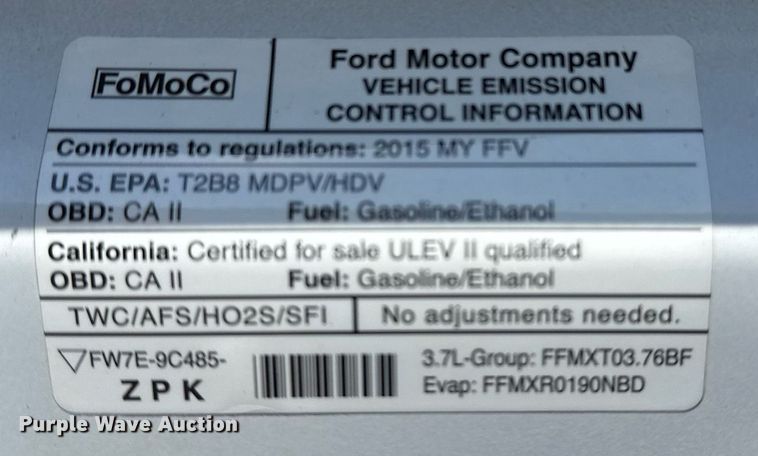 FoMoCo
Ford Motor Company
VEHICLE EMISSION
CONTROL INFORMATION
Conforms to regulations: 2015 MY FFV
U.S. EPA: T2B8 MDPV/HDV
OBD: CA II Fuel: Gasoline/Ethanol
California: Certified for sale ULEV II qualified
OBD: CA II Fuel: Gasoline/Ethanol
TWC/AFS/HO2S/SFI No adjustments needed.
FW7E-9C485- 3.7L-Group: FFMXT03.76BF
ZPK Evap: FFMXR0190NBD
Purple Wave Auction